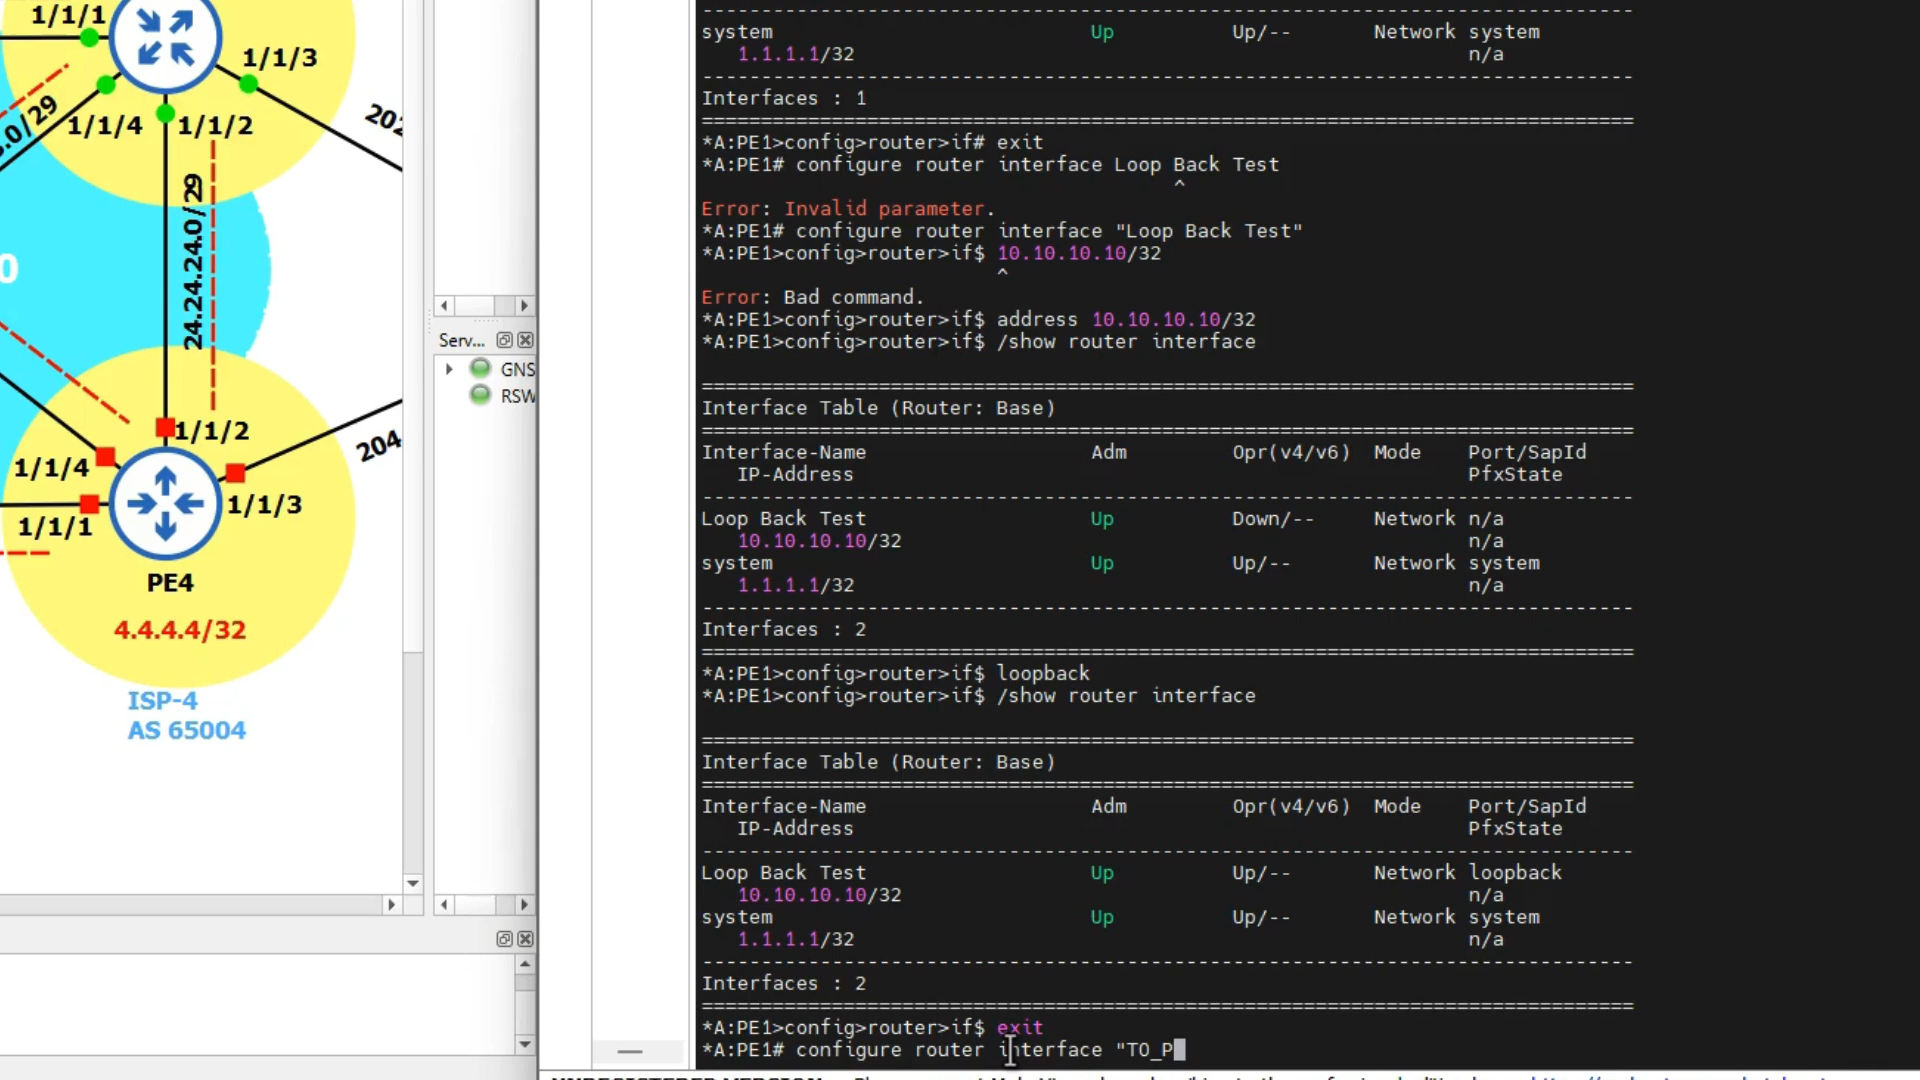 1/1/1
1/1/3
1/1/4
1/1/2
.0/29
24.24.24.0/29
0
1/1/2
1/1/4
204
1/1/3
1/1/1
PE4
4.4.4.4/32
ISP-4
AS 65004
Serv...
GNS
RSW
system Up Up/-- Network system
1.1.1.1/32 n/a
-------------------------------------------------------------------------------
Interfaces : 1
===============================================================================
*A:PE1>config>router>if# exit
*A:PE1# configure router interface Loop Back Test
^
Error: Invalid parameter.
*A:PE1# configure router interface "Loop Back Test"
*A:PE1>config>router>if$ 10.10.10.10/32
^
Error: Bad command.
*A:PE1>config>router>if$ address 10.10.10.10/32
*A:PE1>config>router>if$ /show router interface
===============================================================================
Interface Table (Router: Base)
===============================================================================
Interface-Name Adm Opr(v4/v6) Mode Port/SapId
IP-Address PfxState
-------------------------------------------------------------------------------
Loop Back Test Up Down/-- Network n/a
10.10.10.10/32 n/a
system Up Up/-- Network system
1.1.1.1/32 n/a
-------------------------------------------------------------------------------
Interfaces : 2
===============================================================================
*A:PE1>config>router>if$ loopback
*A:PE1>config>router>if$ /show router interface
===============================================================================
Interface Table (Router: Base)
===============================================================================
Interface-Name Adm Opr(v4/v6) Mode Port/SapId
IP-Address PfxState
-------------------------------------------------------------------------------
Loop Back Test Up Up/-- Network loopback
10.10.10.10/32 n/a
system Up Up/-- Network system
1.1.1.1/32 n/a
-------------------------------------------------------------------------------
Interfaces : 2
===============================================================================
*A:PE1>config>router>if$ exit
*A:PE1# configure router interface "TO_P